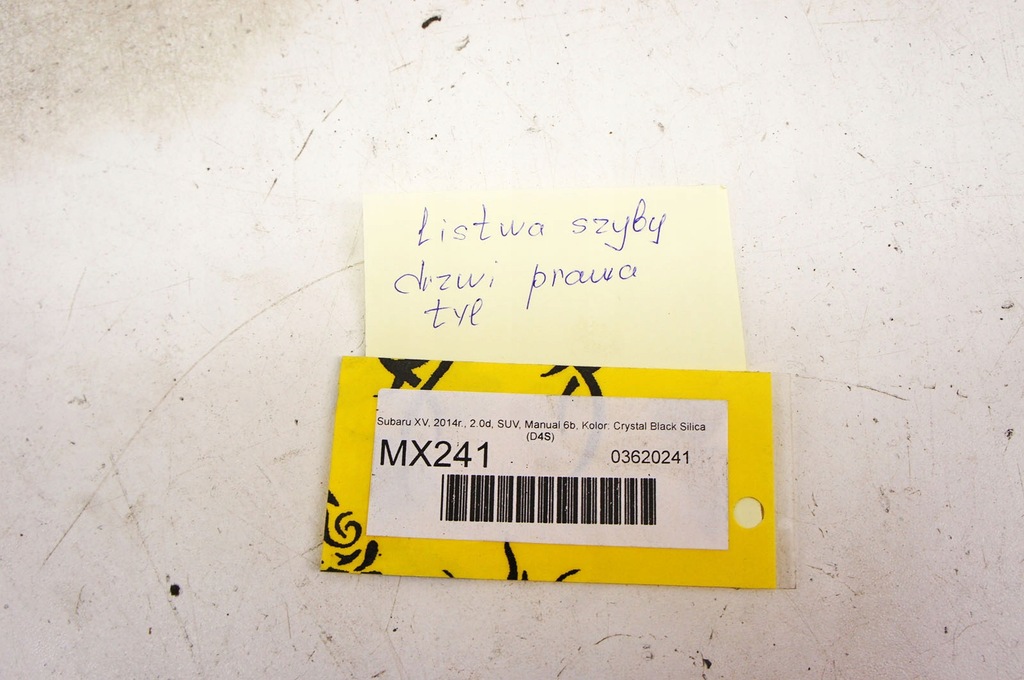 listwa szyby
drzwi prawa
tył
Subaru XV, 2014r., 2.0d, SUV, Manual 6b, Kolor: Crystal Black Silica
(D4S)
MX241
03620241